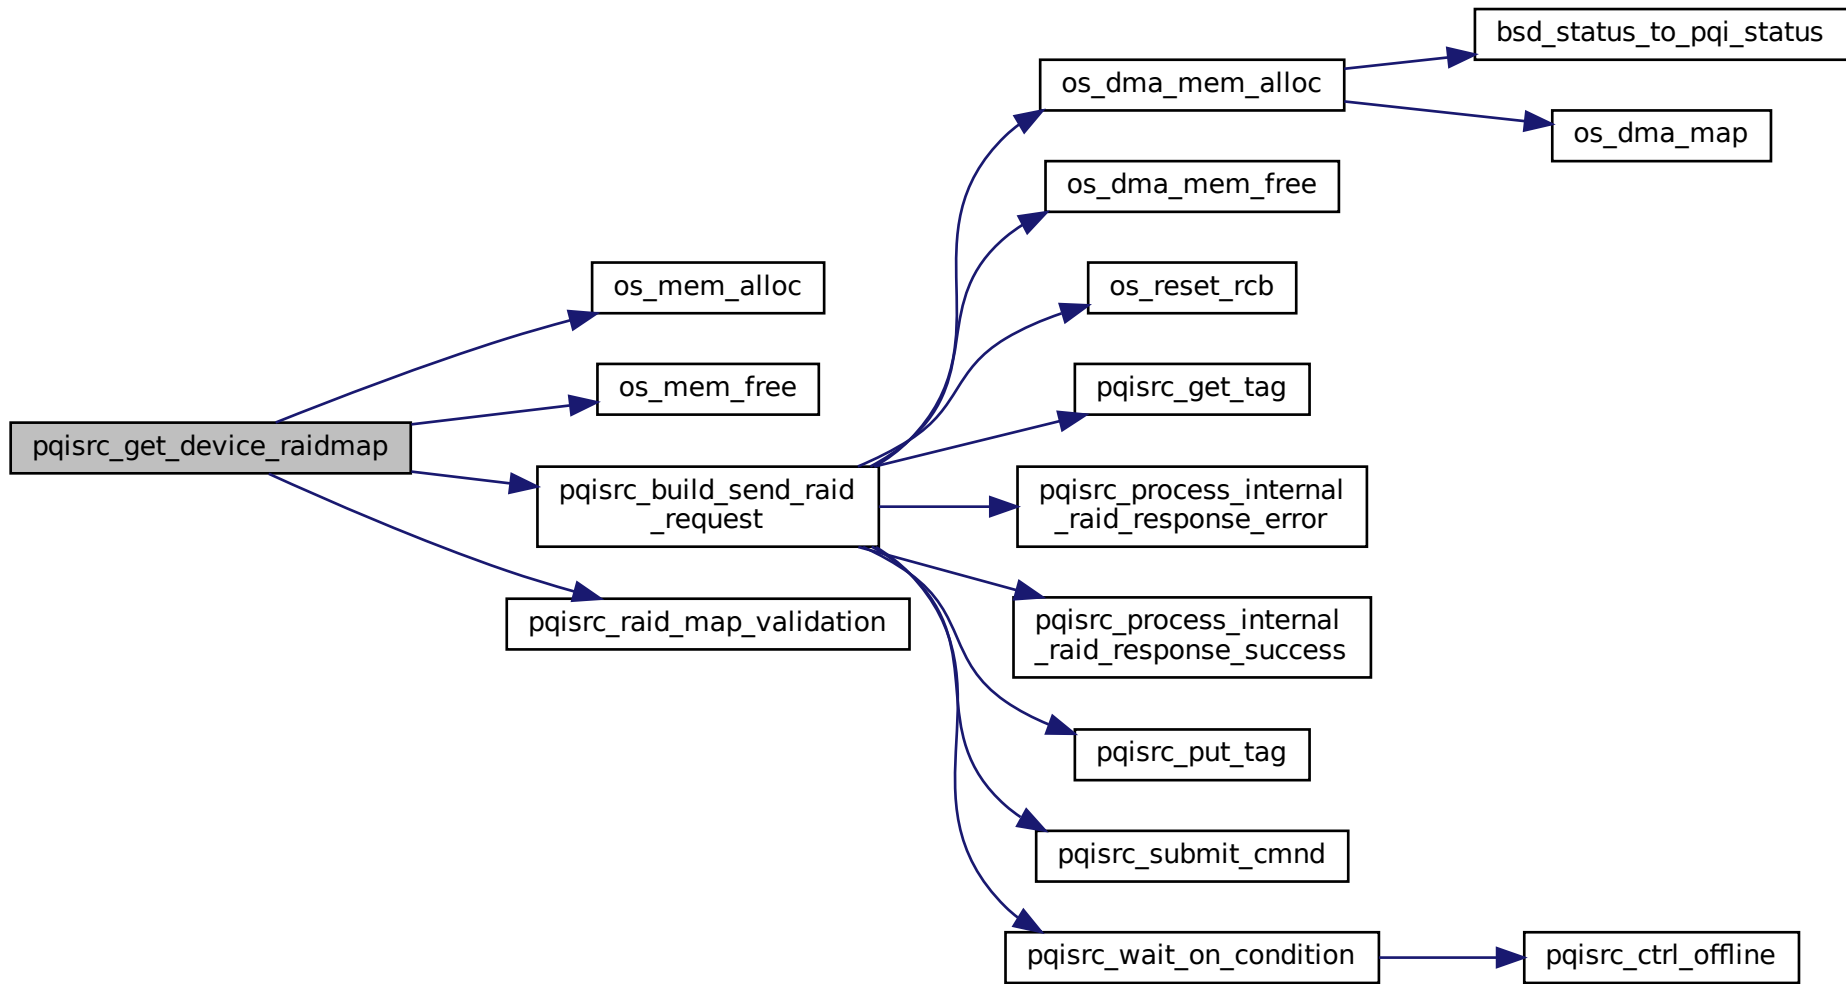 pqisrc_get_device_raidmap
os_mem_alloc
os_mem_free
pqisrc_build_send_raid
_request
pqisrc_raid_map_validation
os_dma_mem_alloc
os_dma_mem_free
os_reset_rcb
pqisrc_get_tag
pqisrc_process_internal
_raid_response_error
pqisrc_process_internal
_raid_response_success
pqisrc_put_tag
pqisrc_submit_cmnd
pqisrc_wait_on_condition
bsd_status_to_pqi_status
os_dma_map
pqisrc_ctrl_offline